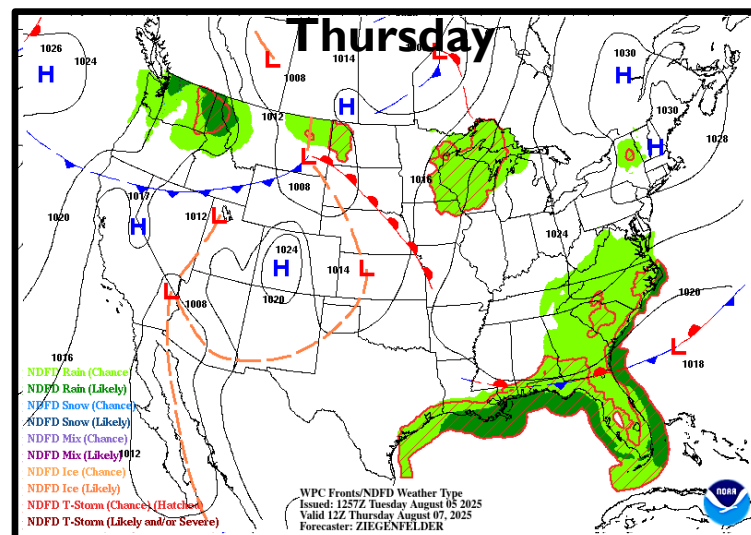 Thursday
1026
1024
H
1008
L
1014
L
H
1030
H
1030
H
1028
1012
L
1008
1016
1017
H
1012
L
1020
1024
H
1014
L
1024
L
1008
1020
1020
L
1018
1016
1012
NDFD Rain (Chance
NDFD Rain (Likely)
NDFD Snow (Chance)
NDFD Snow (Likely)
NDFD Mix (Chance)
NDFD Mix (Likely)
NDFD Ice (Chance)
NDFD Ice (Likely)
NDFD T-Storm (Chance) (Hatched)
NDFD T-Storm (Likely and/or Severe)
WPC Fronts/NDFD Weather Type
Issued: 1257Z Tuesday August 05 2025
Valid 12Z Thursday August 07, 2025
Forecaster: ZIEGENFELDER
NOAA